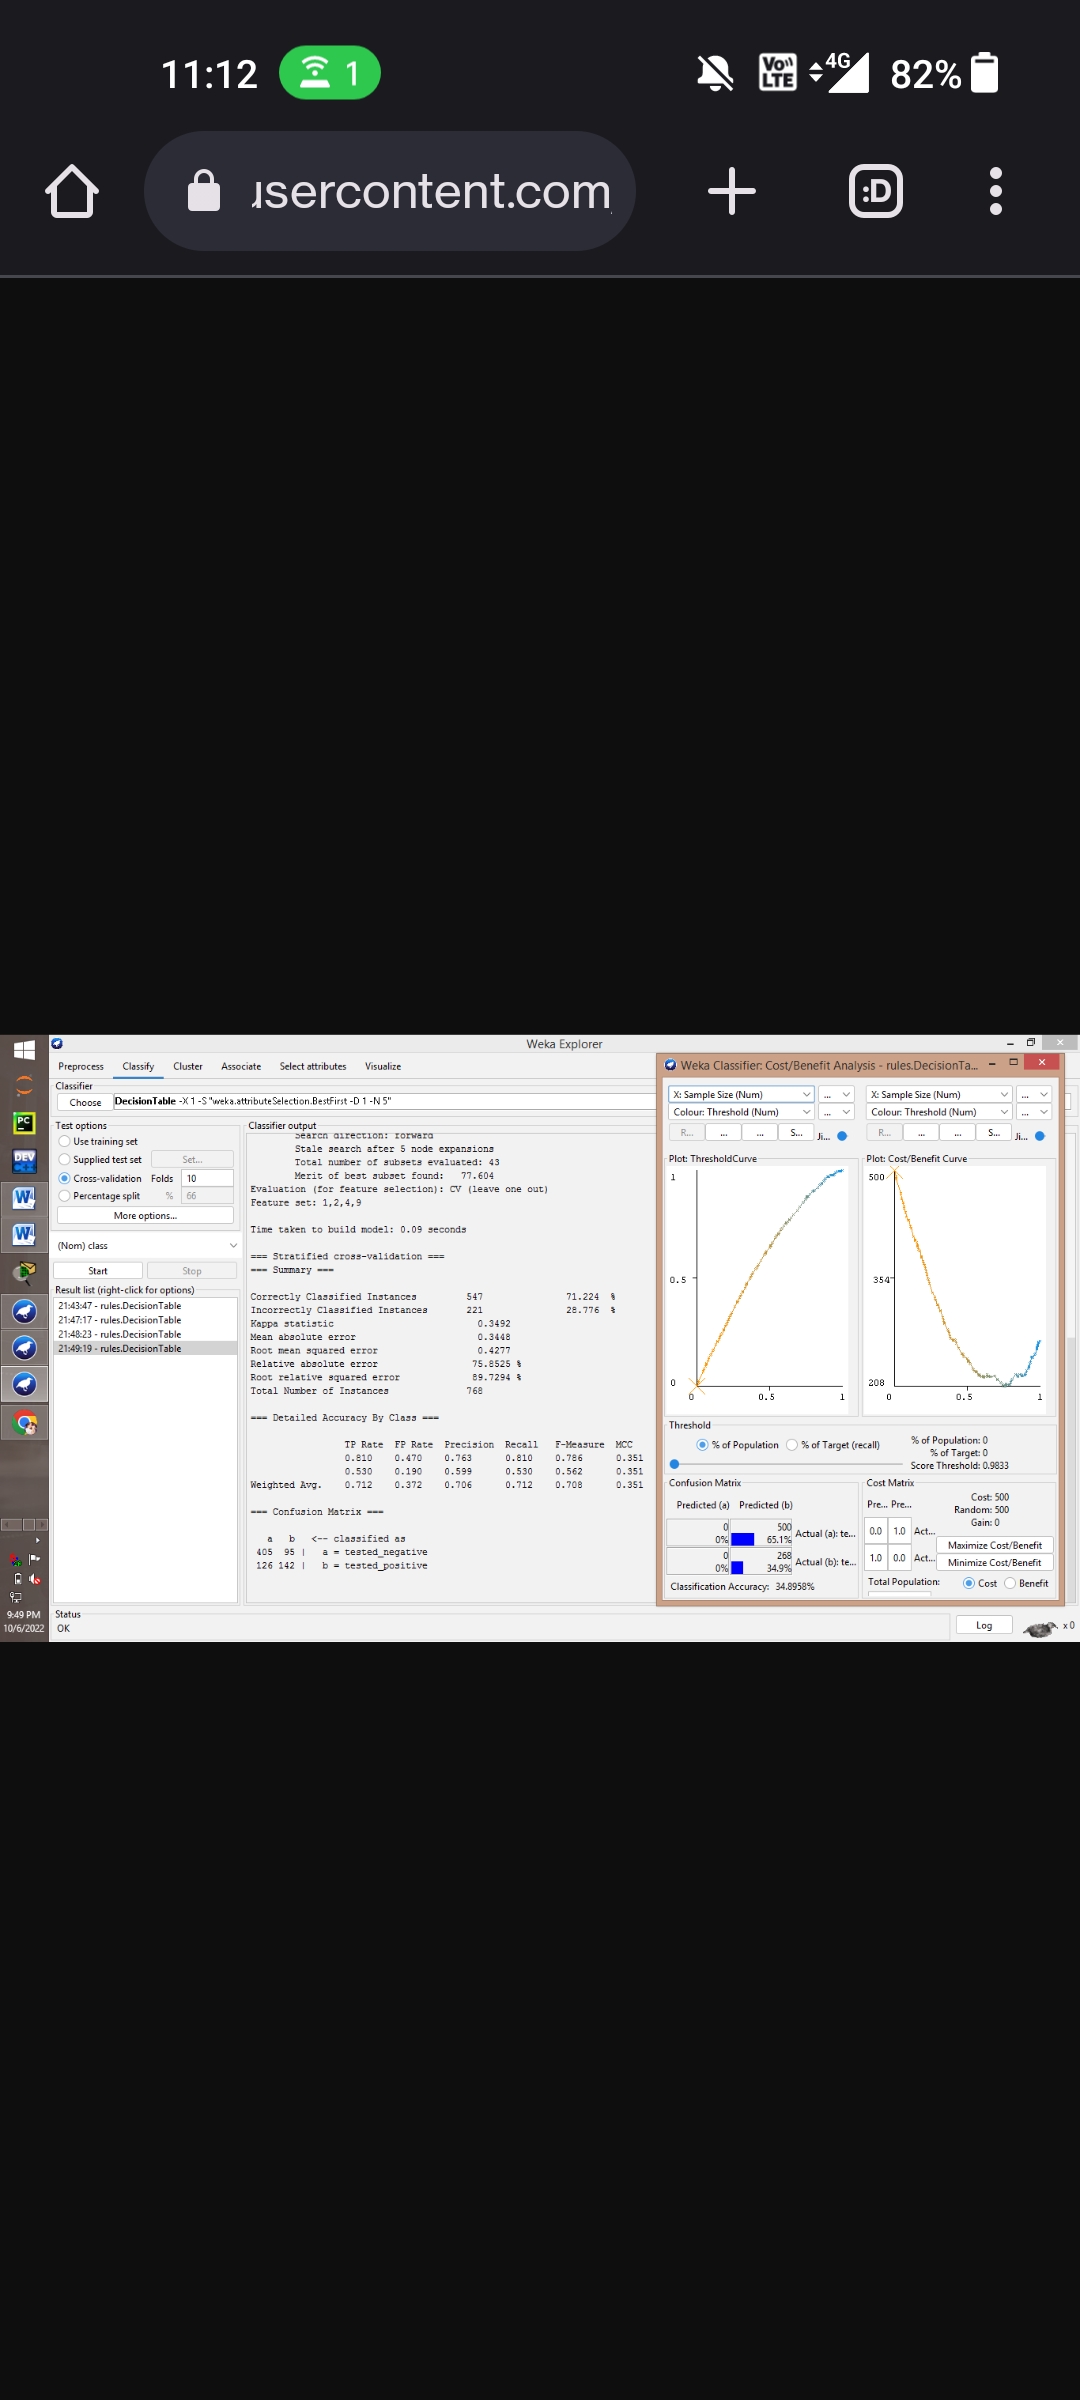 11:12 1 Vo)) LTE 4G 82%
usercontent.com :D
Weka Explorer
Preprocess Classify Cluster Associate Select attributes Visualize
Classifier
Choose DecisionTable -X 1 -S "weka.attributeSelection.BestFirst -D 1 -N 5"
Test options
Use training set
Supplied test set Set...
Cross-validation Folds 10
Percentage split % 66
More options...
(Nom) class
Start Stop
Result list (right-click for options)
21:43:47 - rules.DecisionTable
21:47:17 - rules.DecisionTable
21:48:23 - rules.DecisionTable
21:49:19 - rules.DecisionTable
Classifier output
Search direction: forward
Stale search after 5 node expansions
Total number of subsets evaluated: 43
Merit of best subset found: 77.604
Evaluation (for feature selection): CV (leave one out)
Feature set: 1,2,4,9
Time taken to build model: 0.09 seconds
=== Stratified cross-validation ===
=== Summary ===
Correctly Classified Instances 547 71.224 %
Incorrectly Classified Instances 221 28.776 %
Kappa statistic 0.3492
Mean absolute error 0.3448
Root mean squared error 0.4277
Relative absolute error 75.8525 %
Root relative squared error 89.7294 %
Total Number of Instances 768
=== Detailed Accuracy By Class ===
TP Rate FP Rate Precision Recall F-Measure MCC
0.810 0.470 0.763 0.810 0.786 0.351
0.530 0.190 0.599 0.530 0.562 0.351
Weighted Avg. 0.712 0.372 0.706 0.712 0.708 0.351
=== Confusion Matrix ===
a b <-- classified as
405 95 | a = tested_negative
126 142 | b = tested_positive
Weka Classifier: Cost/Benefit Analysis - rules.DecisionTa...
X: Sample Size (Num) ... X: Sample Size (Num) ...
Colour: Threshold (Num) ... Colour: Threshold (Num) ...
R... ... ... S... Ji... R... ... ... S... Ji...
Plot: ThresholdCurve
1
0.5
0
0 0.5 1
Plot: Cost/Benefit Curve
500
354
208
0 0.5 1
Threshold
% of Population % of Target (recall)
% of Population: 0
% of Target: 0
Score Threshold: 0.9833
Confusion Matrix
Predicted (a) Predicted (b)
0 500
0% 65.1% Actual (a): te...
0 268
0% 34.9% Actual (b): te...
Classification Accuracy: 34.8958%
Cost Matrix
Pre... Pre...
0.0 1.0 Act...
1.0 0.0 Act...
Cost: 500
Random: 500
Gain: 0
Maximize Cost/Benefit
Minimize Cost/Benefit
Total Population: Cost Benefit
Status
OK
Log x 0
PC
DEV
W
W
9:49 PM
10/6/2022